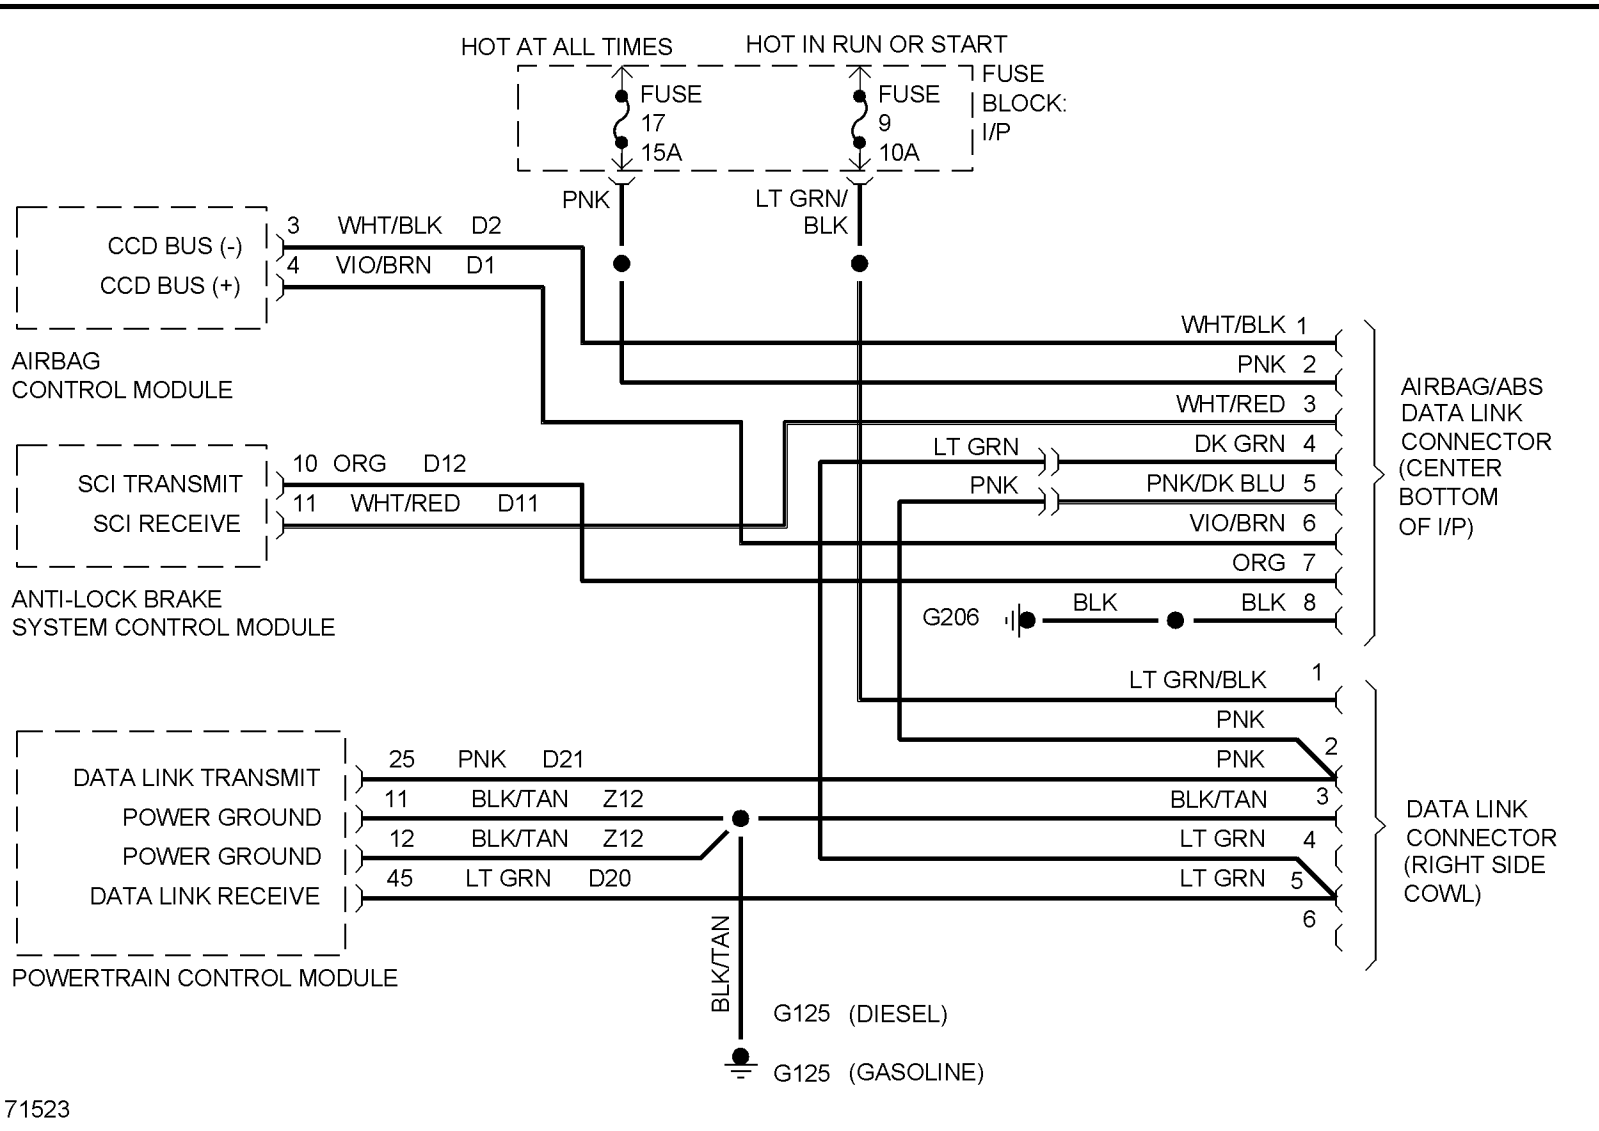 HOT AT ALL TIMES
HOT IN RUN OR START
FUSE
17
15A
FUSE
9
10A
FUSE
BLOCK:
I/P
PNK
LT GRN/
BLK
CCD BUS (-)
CCD BUS (+)
3 WHT/BLK D2
4 VIO/BRN D1
AIRBAG
CONTROL MODULE
SCI TRANSMIT
SCI RECEIVE
10 ORG D12
11 WHT/RED D11
ANTI-LOCK BRAKE
SYSTEM CONTROL MODULE
WHT/BLK 1
PNK 2
WHT/RED 3
LT GRN DK GRN 4
PNK PNK/DK BLU 5
VIO/BRN 6
ORG 7
G206 BLK BLK 8
AIRBAG/ABS
DATA LINK
CONNECTOR
(CENTER
BOTTOM
OF I/P)
LT GRN/BLK 1
PNK
PNK 2
BLK/TAN 3
LT GRN 4
LT GRN 5
6
DATA LINK
CONNECTOR
(RIGHT SIDE
COWL)
DATA LINK TRANSMIT
POWER GROUND
POWER GROUND
DATA LINK RECEIVE
25 PNK D21
11 BLK/TAN Z12
12 BLK/TAN Z12
45 LT GRN D20
POWERTRAIN CONTROL MODULE
BLK/TAN
G125 (DIESEL)
G125 (GASOLINE)
71523